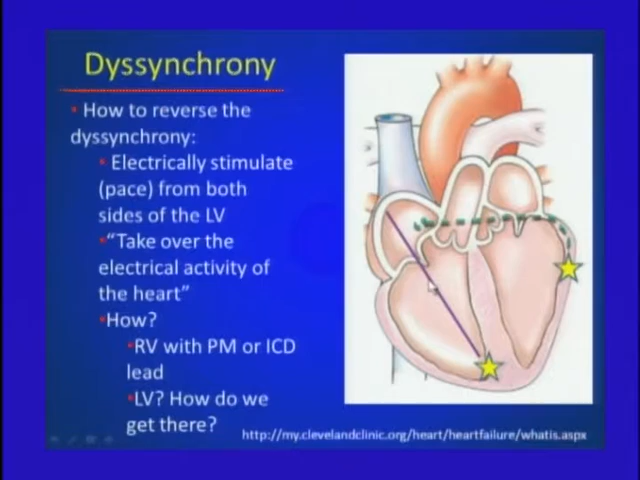 Dyssynchrony
• How to reverse the
dyssynchrony:
• Electrically stimulate
(pace) from both
sides of the LV
•“Take over the
electrical activity of
the heart”
•How?
•RV with PM or ICD
lead
•LV? How do we
get there?
http://my.clevelandclinic.org/heart/heartfailure/whatis.aspx